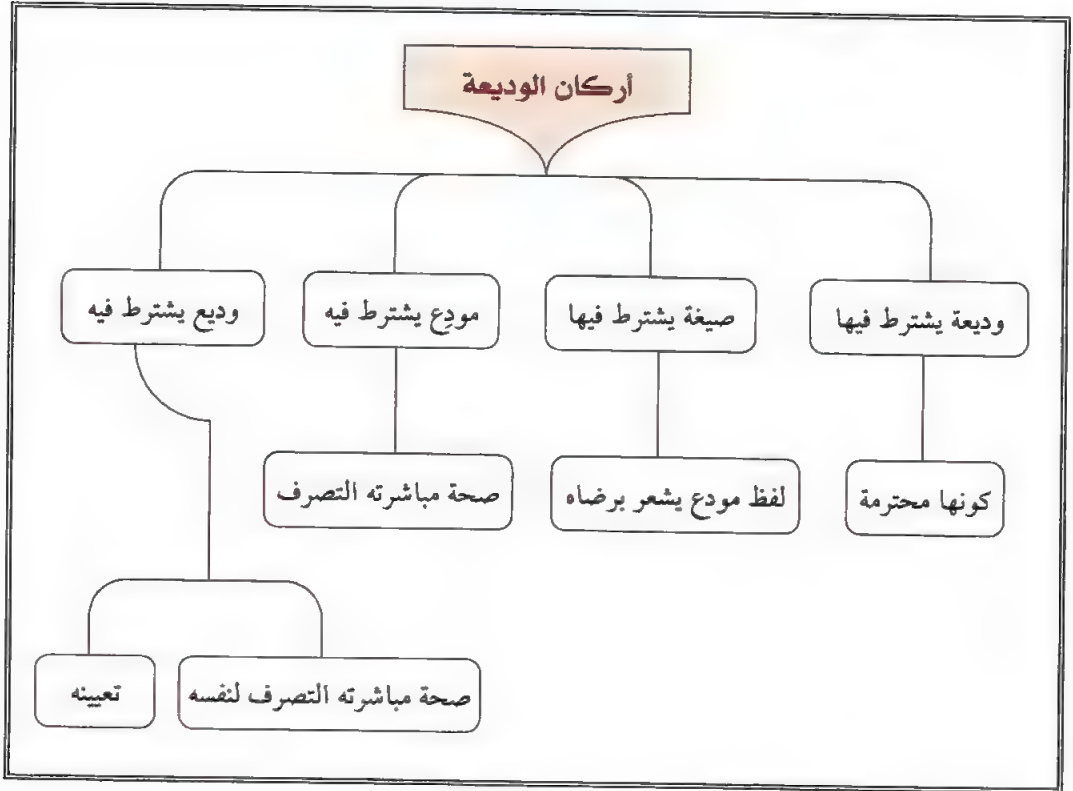 أركان الوديعة
وديعة يشترط فيها
صيغة يشترط فيها
مودِع يشترط فيه
وديع يشترط فيه
كونها محترمة
لفظ مودع يشعر برضاه
صحة مباشرته التصرف
صحة مباشرته التصرف لنفسه
تعيينه